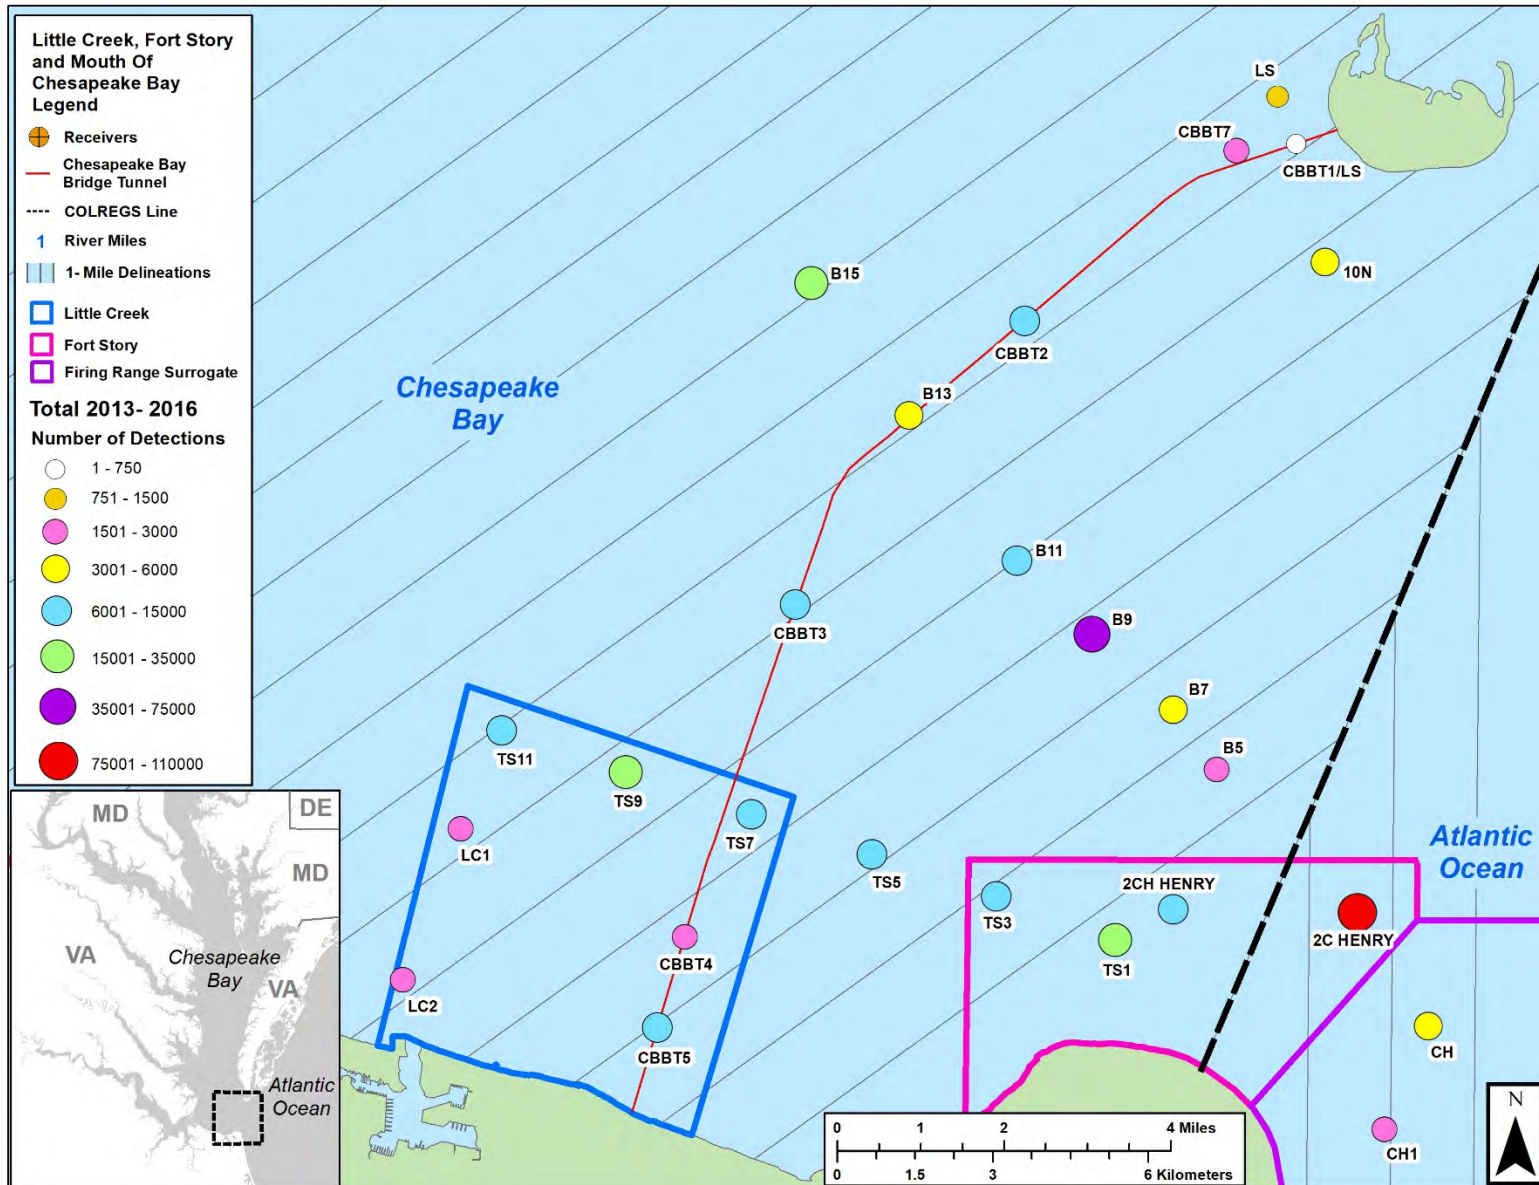 Little Creek, Fort Story
and Mouth Of
Chesapeake Bay
Legend
Receivers
Chesapeake Bay
Bridge Tunnel
COLREGS Line
1 River Miles
1- Mile Delineations
Little Creek
Fort Story
Firing Range Surrogate
Total 2013- 2016
Number of Detections
1 - 750
751 - 1500
1501 - 3000
3001 - 6000
6001 - 15000
15001 - 35000
35001 - 75000
75001 - 110000
LS
CBBT7
CBBT1/LS
10N
B15
CBBT2
Chesapeake
Bay
B13
B11
CBBT3
B9
B7
B5
TS11
TS9
TS7
LC1
TS5
Atlantic
Ocean
2CH HENRY
TS3
TS1
2C HENRY
CBBT4
LC2
CBBT5
CH
CH1
MD
DE
MD
VA
Chesapeake
Bay
VA
Atlantic
Ocean
0 1 2 4 Miles
0 1.5 3 6 Kilometers
N